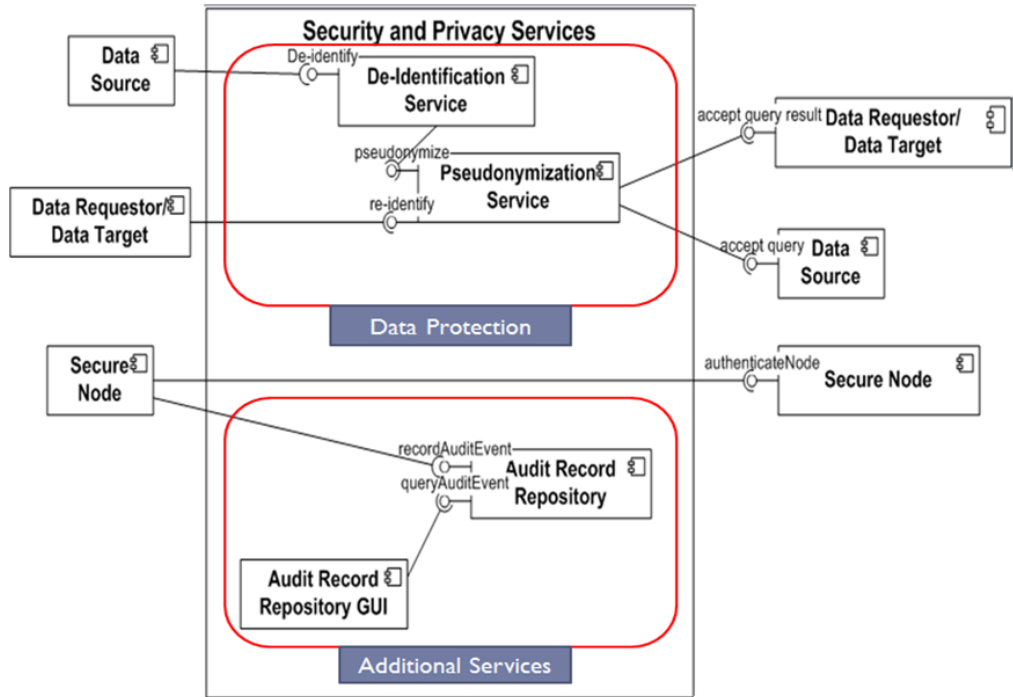 Security and Privacy Services
Data
Source
De-identify
De-Identification
Service
pseudonymize
Pseudonymization
Service
re-identify
Data Requestor/
Data Target
accept query result
Data Requestor/
Data Target
accept query
Data
Source
Data Protection
Secure
Node
authenticateNode
Secure Node
recordAuditEvent
queryAuditEvent
Audit Record
Repository
Audit Record
Repository GUI
Additional Services